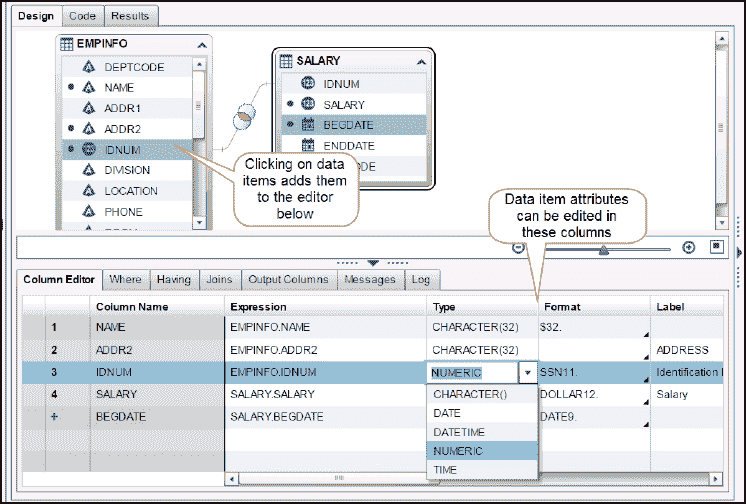 Design Code Results
EMPINFO
DEPTCODE
NAME
ADDR1
ADDR2
IDNUM
DIVISION
LOCATION
PHONE
SALARY
IDNUM
SALARY
BEGDATE
ENDDATE
Clicking on data
items adds them
to the editor
below
Data item attributes
can be edited in
these columns
Column Editor Where Having Joins Output Columns Messages Log
Column Name Expression Type Format Label
1 NAME EMPINFO.NAME CHARACTER(32) $32.
2 ADDR2 EMPINFO.ADDR2 CHARACTER(32) ADDRESS
3 IDNUM EMPINFO.IDNUM NUMERIC SSN11. Identification
4 SALARY SALARY.SALARY DOLLAR12. Salary
+ BEGDATE SALARY.BEGDATE DATE9.
CHARACTER()
DATE
DATETIME
NUMERIC
TIME